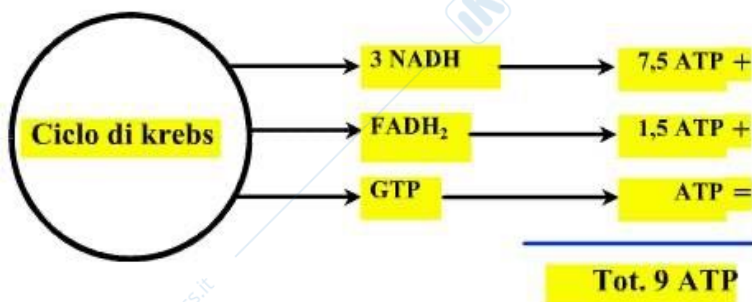 3 NADH 7,5 ATP +
Ciclo di krebs FADH₂ 1,5 ATP +
GTP ATP =
Tot. 9 ATP